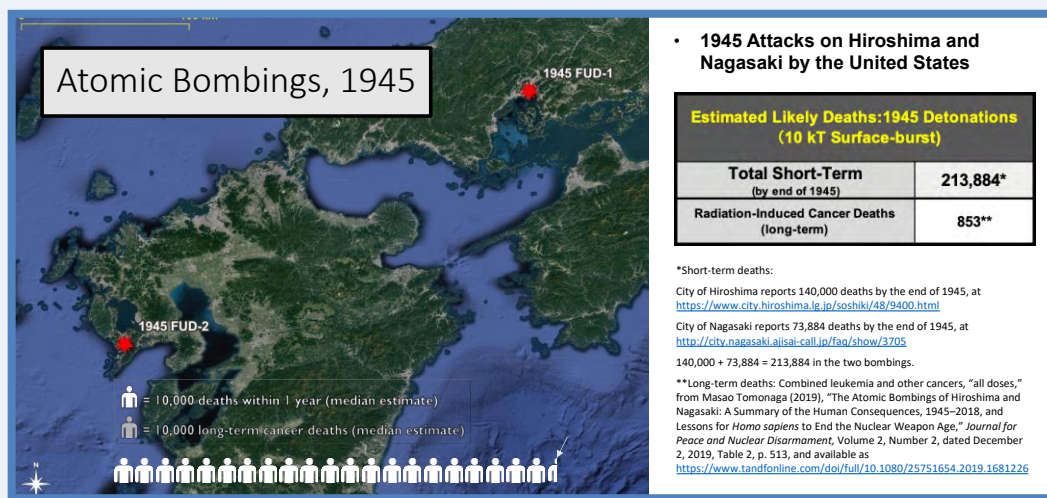 Atomic Bombings, 1945
1945 FUD-1
1945 FUD-2
= 10,000 deaths within 1 year (median estimate)
= 10,000 long-term cancer deaths (median estimate)
N
• 1945 Attacks on Hiroshima and
Nagasaki by the United States
Estimated Likely Deaths:1945 Detonations
(10 kT Surface-burst)
Total Short-Term
(by end of 1945)
213,884*
Radiation-Induced Cancer Deaths
(long-term)
853**
*Short-term deaths:
City of Hiroshima reports 140,000 deaths by the end of 1945, at
https://www.city.hiroshima.lg.jp/soshiki/48/9400.html
City of Nagasaki reports 73,884 deaths by the end of 1945, at
http://city.nagasaki.ajisai-call.jp/faq/show/3705
140,000 + 73,884 = 213,884 in the two bombings.
**Long-term deaths: Combined leukemia and other cancers, “all doses,”
from Masao Tomonaga (2019), “The Atomic Bombings of Hiroshima and
Nagasaki: A Summary of the Human Consequences, 1945–2018, and
Lessons for Homo sapiens to End the Nuclear Weapon Age,” Journal for
Peace and Nuclear Disarmament, Volume 2, Number 2, dated December
2, 2019, Table 2, p. 513, and available as
https://www.tandfonline.com/doi/full/10.1080/25751654.2019.1681226